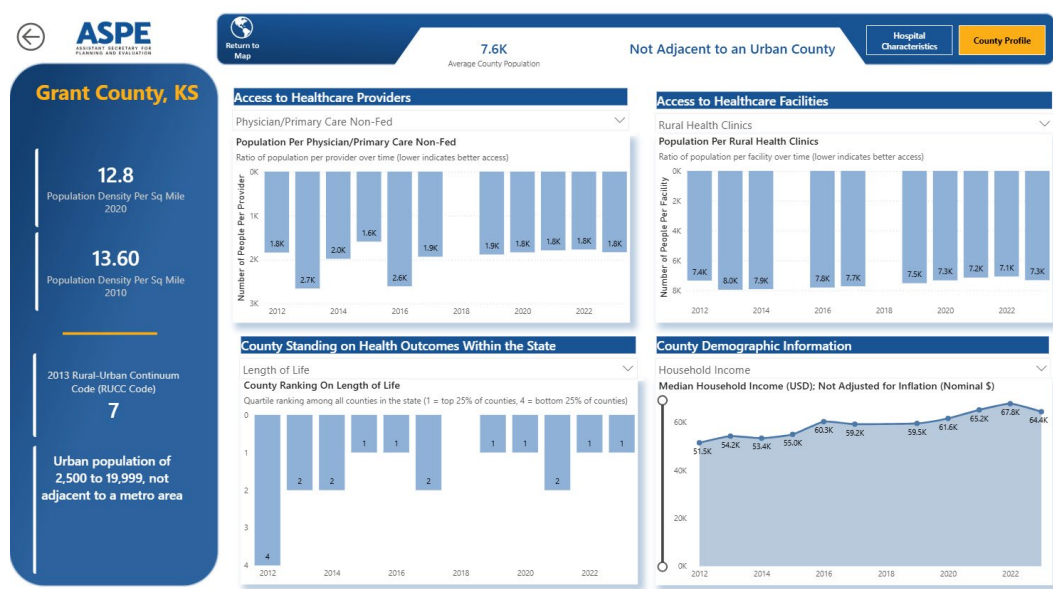 ASPE
ASSISTANT SECRETARY FOR
PLANNING AND EVALUATION
Return to
Map
7.6K
Average County Population
Not Adjacent to an Urban County
Hospital
Characteristics
County Profile
Grant County, KS
12.8
Population Density Per Sq Mile
2020
13.60
Population Density Per Sq Mile
2010
2013 Rural-Urban Continuum
Code (RUCC Code)
7
Urban population of
2,500 to 19,999, not
adjacent to a metro area
Access to Healthcare Providers
Physician/Primary Care Non-Fed
Population Per Physician/Primary Care Non-Fed
Ratio of population per provider over time (lower indicates better access)
Number of People Per Provider
0K
1K
2K
3K
1.8K
2.7K
2.0K
1.6K
2.6K
1.9K
1.9K
1.8K
1.8K
1.8K
1.8K
2012
2014
2016
2018
2020
2022
Access to Healthcare Facilities
Rural Health Clinics
Population Per Rural Health Clinics
Ratio of population per facility over time (lower indicates better access)
Number of People Per Facility
0K
2K
4K
6K
8K
7.4K
8.0K
7.9K
7.8K
7.7K
7.5K
7.3K
7.2K
7.1K
7.3K
2012
2014
2016
2018
2020
2022
County Standing on Health Outcomes Within the State
Length of Life
County Ranking On Length of Life
Quartile ranking among all counties in the state (1 = top 25% of counties, 4 = bottom 25% of counties)
0
1
2
3
4
4
2
2
1
1
2
1
1
2
1
1
2012
2014
2016
2018
2020
2022
County Demographic Information
Household Income
Median Household Income (USD); Not Adjusted for Inflation (Nominal $)
60K
40K
20K
0K
51.5K
54.2K
53.4K
55.0K
60.3K
59.2K
59.5K
61.6K
65.2K
67.8K
64.4K
2012
2014
2016
2018
2020
2022